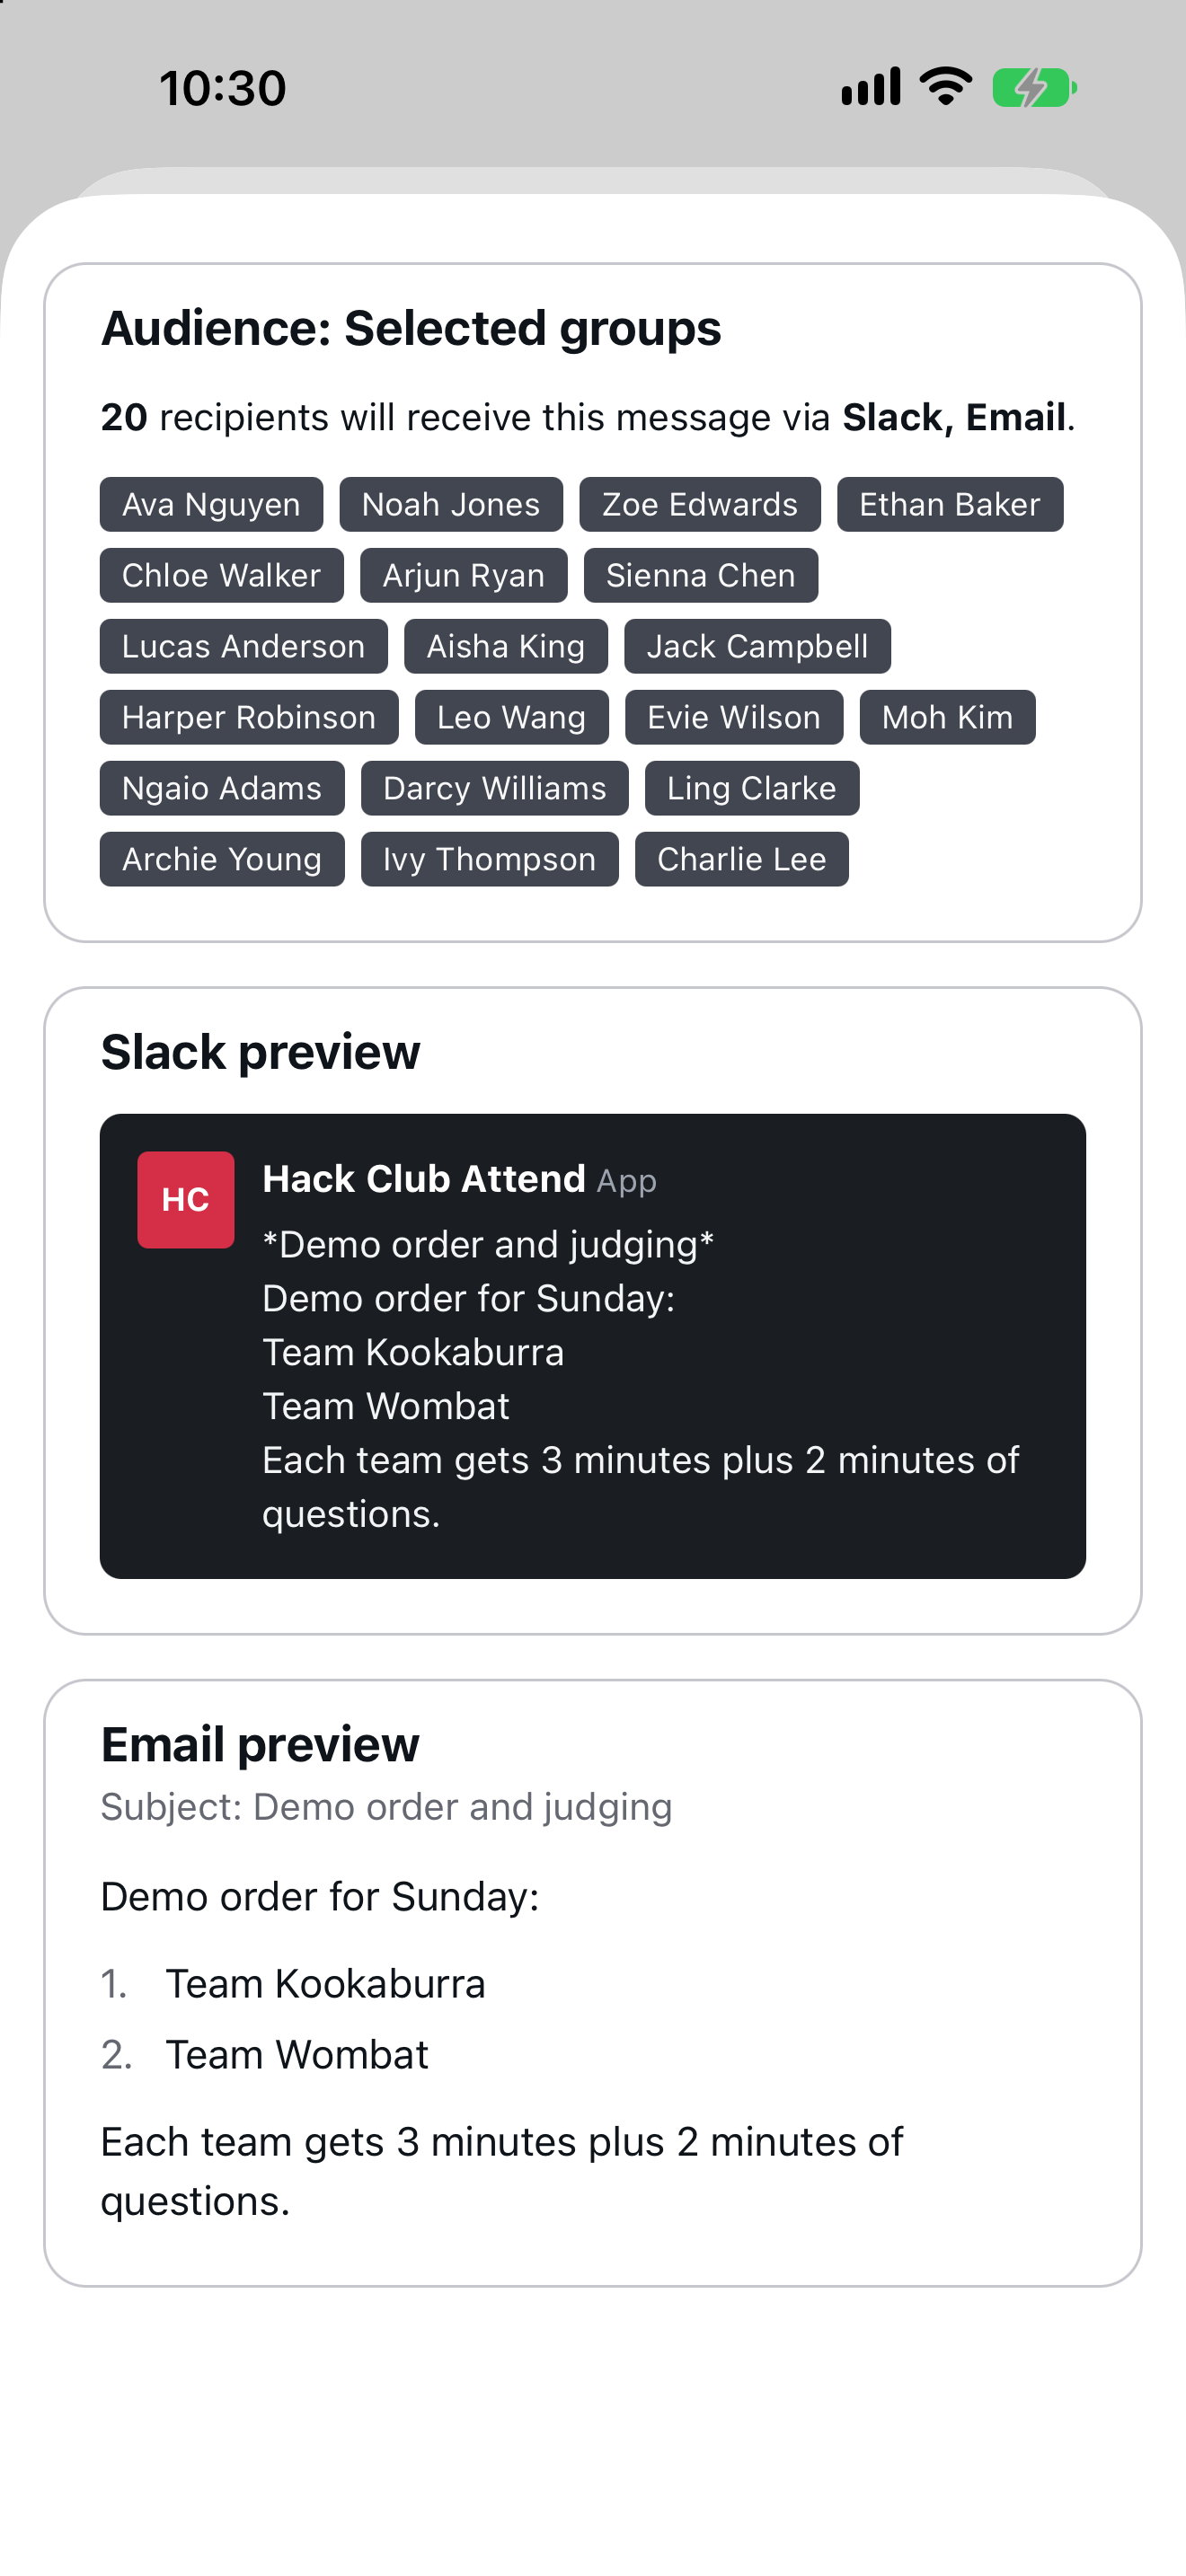 10:30
Audience: Selected groups
20 recipients will receive this message via Slack, Email.
Ava Nguyen Noah Jones Zoe Edwards Ethan Baker
Chloe Walker Arjun Ryan Sienna Chen
Lucas Anderson Aisha King Jack Campbell
Harper Robinson Leo Wang Evie Wilson Moh Kim
Ngaio Adams Darcy Williams Ling Clarke
Archie Young Ivy Thompson Charlie Lee
Slack preview
HC Hack Club Attend App
*Demo order and judging*
Demo order for Sunday:
Team Kookaburra
Team Wombat
Each team gets 3 minutes plus 2 minutes of
questions.
Email preview
Subject: Demo order and judging
Demo order for Sunday:
1. Team Kookaburra
2. Team Wombat
Each team gets 3 minutes plus 2 minutes of
questions.